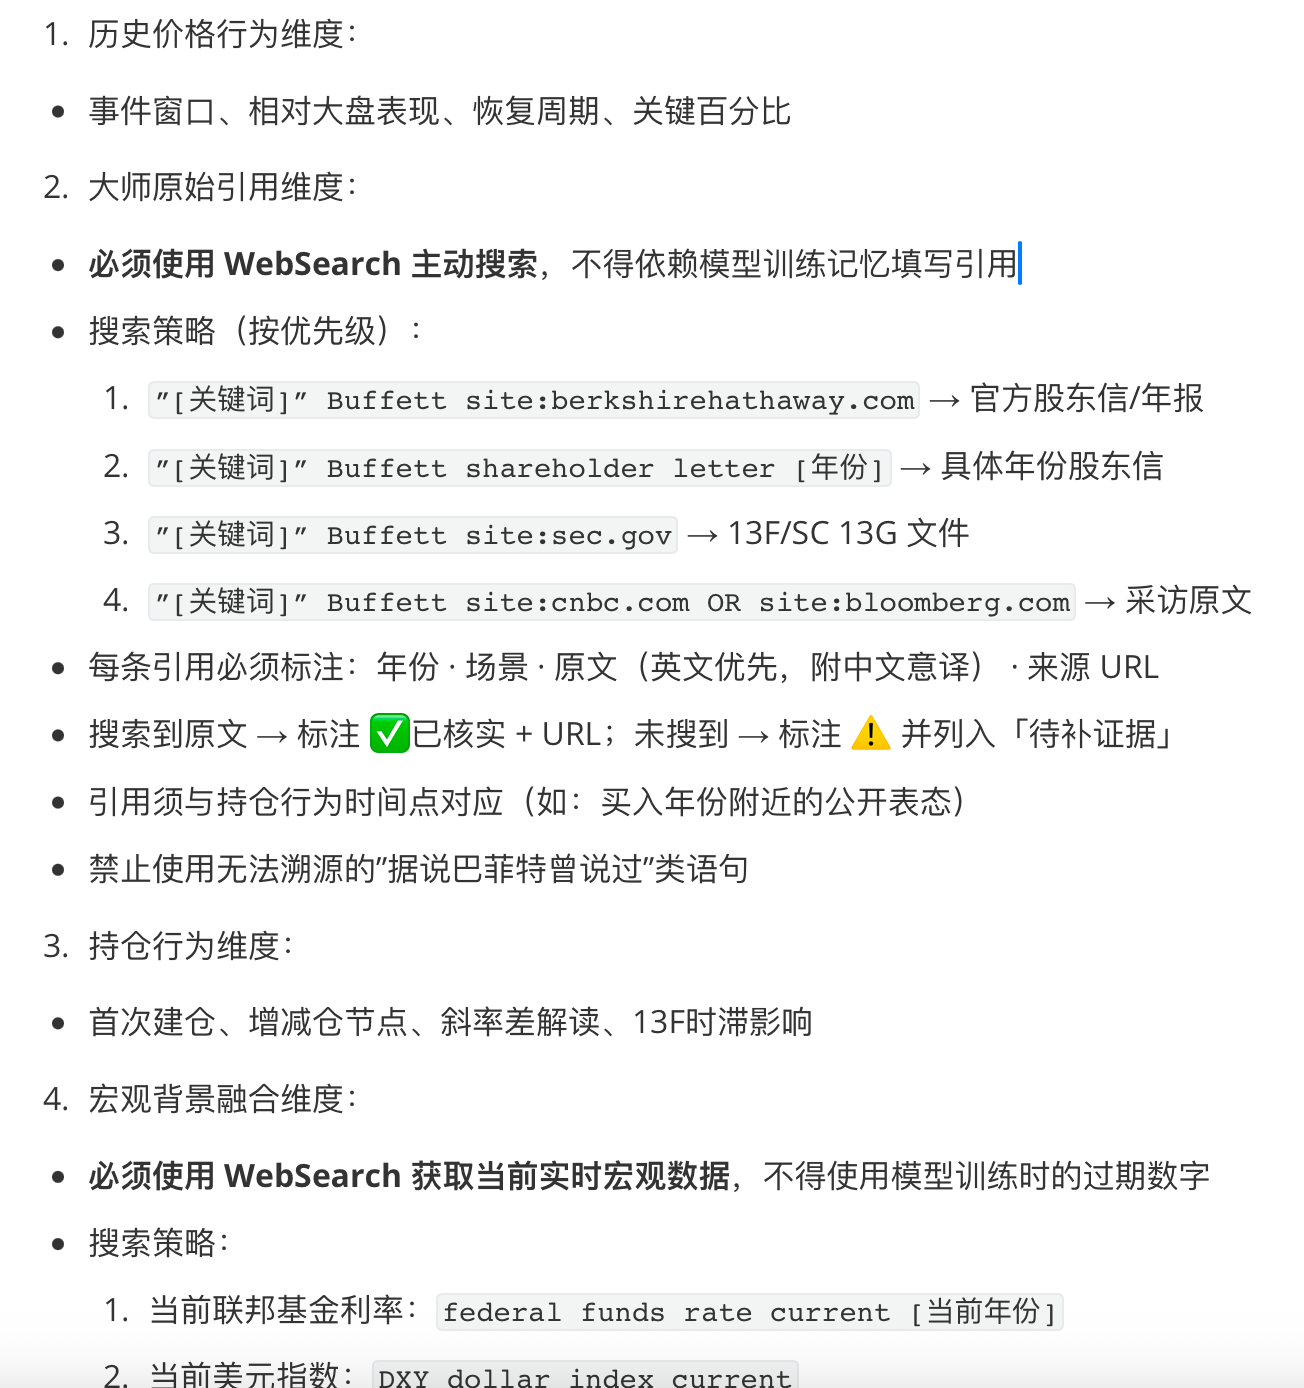 1. 历史价格行为维度：
• 事件窗口、相对大盘表现、恢复周期、关键百分比
2. 大师原始引用维度：
• 必须使用 WebSearch 主动搜索，不得依赖模型训练记忆填写引用
• 搜索策略（按优先级）：
1. ”[关键词]” Buffett site:berkshirehathaway.com → 官方股东信/年报
2. ”[关键词]” Buffett shareholder letter [年份] → 具体年份股东信
3. ”[关键词]” Buffett site:sec.gov → 13F/SC 13G 文件
4. ”[关键词]” Buffett site:cnbc.com OR site:bloomberg.com → 采访原文
• 每条引用必须标注：年份 · 场景 · 原文（英文优先，附中文意译） · 来源 URL
• 搜索到原文 → 标注 ✅已核实 + URL；未搜到 → 标注 ⚠️ 并列入「待补证据」
• 引用须与持仓行为时间点对应（如：买入年份附近的公开表态）
• 禁止使用无法溯源的”据说巴菲特曾说过”类语句
3. 持仓行为维度：
• 首次建仓、增减仓节点、斜率差解读、13F时滞影响
4. 宏观背景融合维度：
• 必须使用 WebSearch 获取当前实时宏观数据，不得使用模型训练时的过期数字
• 搜索策略：
1. 当前联邦基金利率： federal funds rate current [当前年份]
2. 当前美元指数： DXY dollar index current